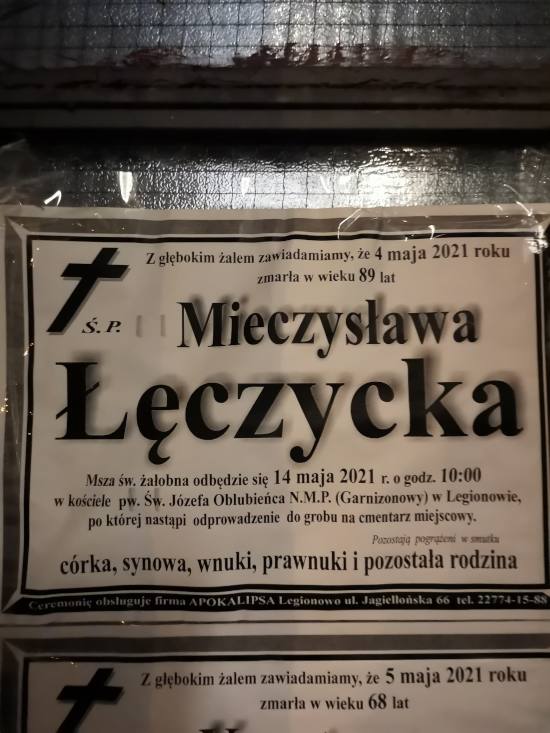 Z głębokim żalem zawiadamiamy, że 4 maja 2021 roku
zmarła w wieku 89 lat
Ś. P.
Mieczysława
Łęczycka
Msza św. żałobna odbędzie się 14 maja 2021 r. o godz. 10:00
w kościele pw. Św. Józefa Oblubieńca N.M.P. (Garnizonowy) w Legionowie,
po której nastąpi odprowadzenie do grobu na cmentarz miejscowy.
Pozostają pogrążeni w smutku
córka, synowa, wnuki, prawnuki i pozostała rodzina
Ceremonię obsługuje firma APOKALIPSA Legionowo ul. Jagiellońska 66 tel. 22774-15-88
Z głębokim żalem zawiadamiamy, że 5 maja 2021 roku
zmarła w wieku 68 lat